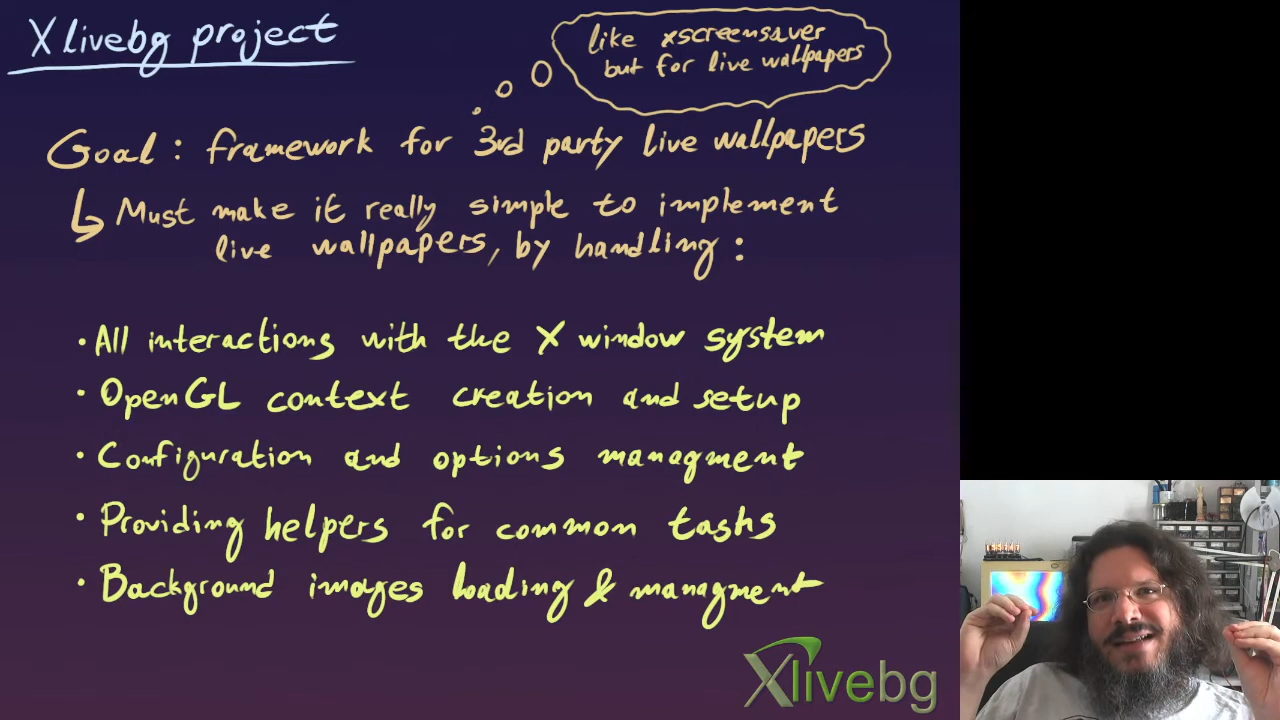 Xlivebg project
like xscreensaver
but for live wallpapers
Goal: framework for 3rd party live wallpapers
↳ Must make it really simple to implement
live wallpapers, by handling:
· All interactions with the X window system
· OpenGL context creation and setup
· Configuration and options managment
· Providing helpers for common tasks
· Background images loading & managment
Xlivebg